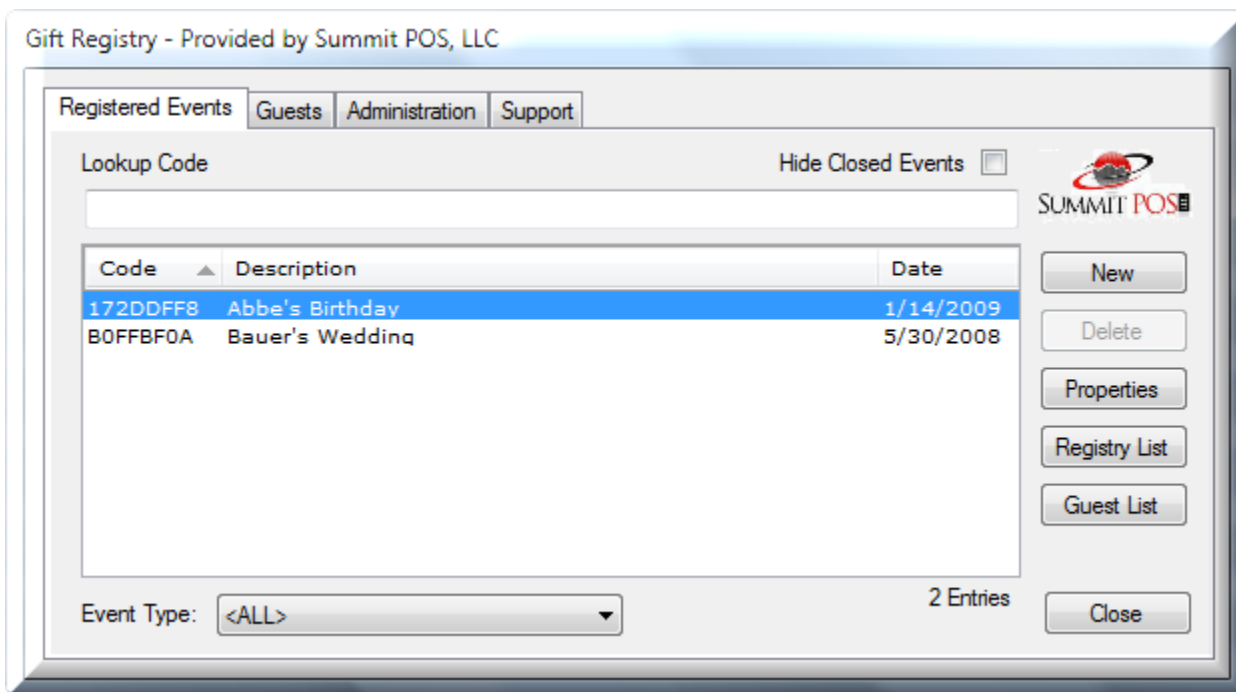 Gift Registry - Provided by Summit POS, LLC
Registered Events Guests Administration Support
Lookup Code Hide Closed Events
SUMMIT POS
Code Description Date
172DDFF8 Abbe's Birthday 1/14/2009
B0FFBF0A Bauer's Wedding 5/30/2008
New
Delete
Properties
Registry List
Guest List
2 Entries
Event Type: <ALL>
Close